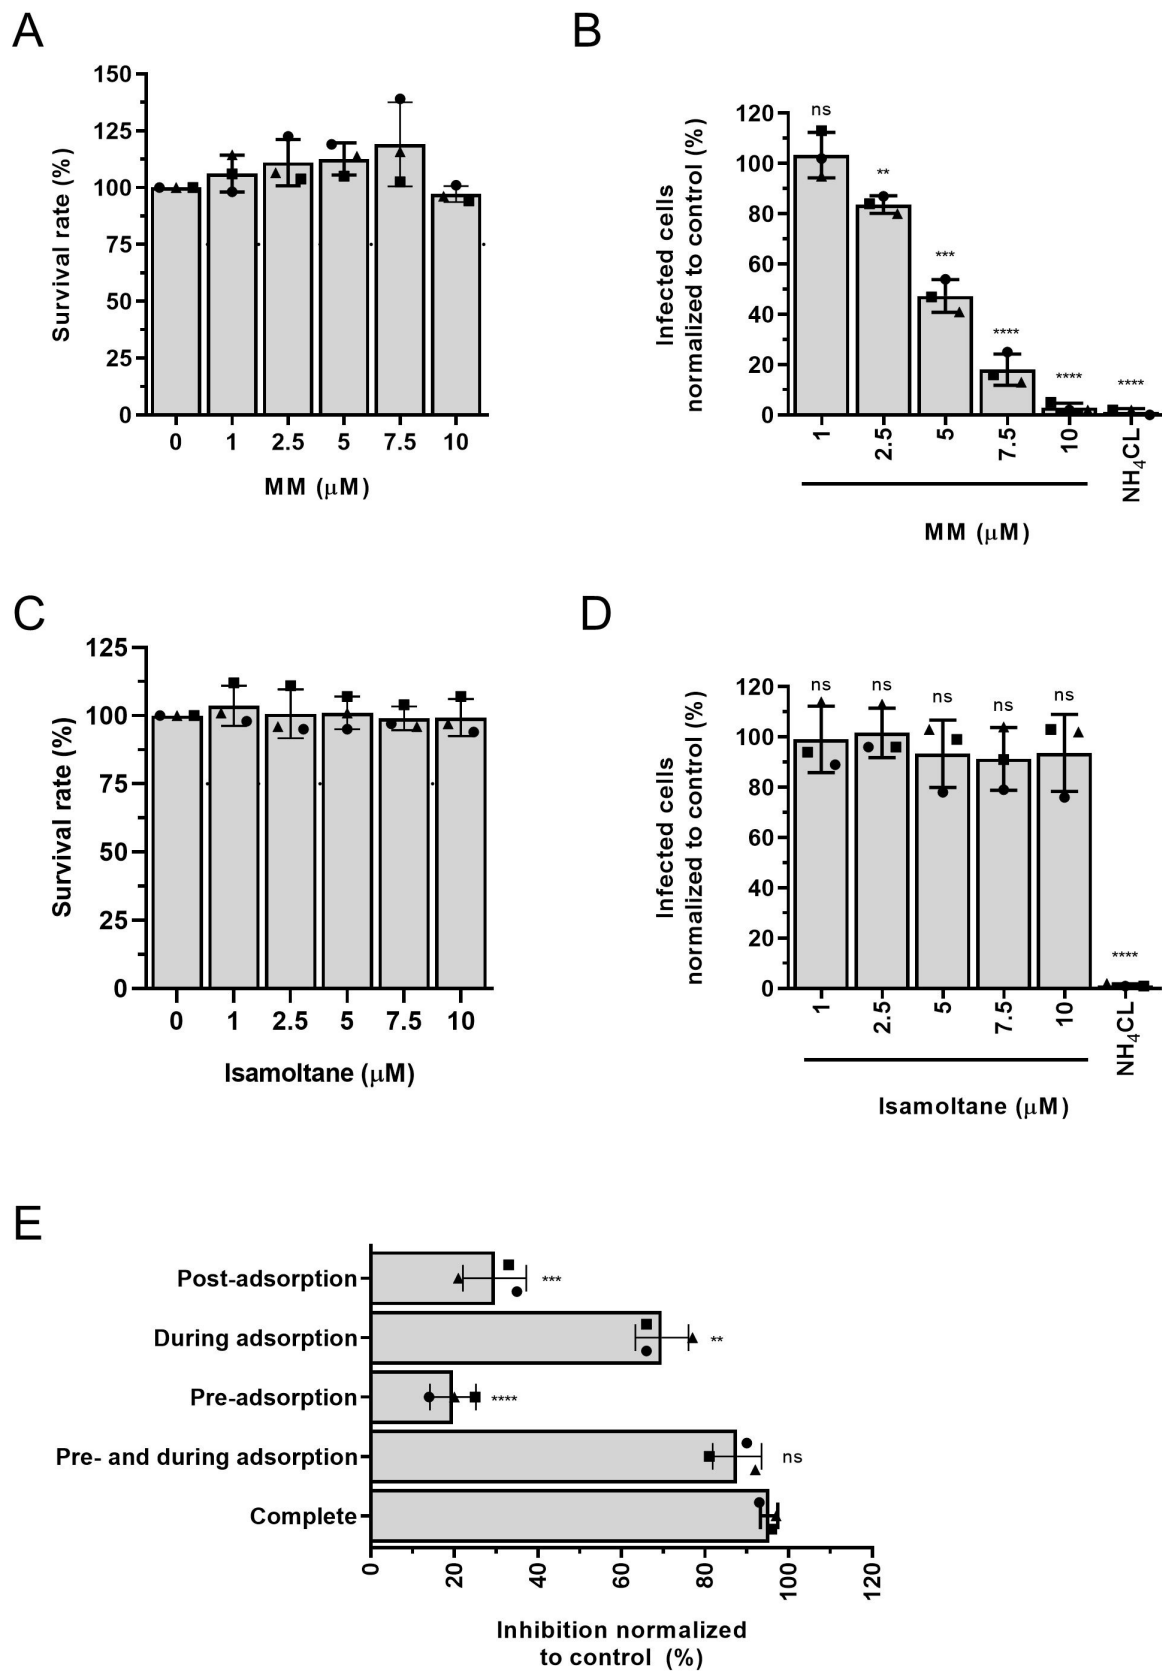 A
150
125
100
75
50
25
0
Survival rate (%)
0 1 2.5 5 7.5 10
MM (μM)
B
120
100
80
60
40
20
0
Infected cells
normalized to control (%)
ns
**
***
****
****
****
1 2.5 5 7.5 10 NH₄CL
MM (μM)
C
125
100
75
50
25
0
Survival rate (%)
0 1 2.5 5 7.5 10
Isamoltane (μM)
D
120
100
80
60
40
20
0
Infected cells
normalized to control (%)
ns ns ns ns ns
****
1 2.5 5 7.5 10 NH₄CL
Isamoltane (μM)
E
Post-adsorption ***
During adsorption **
Pre-adsorption ****
Pre- and during adsorption ns
Complete
0 20 40 60 80 100 120
Inhibition normalized
to control (%)